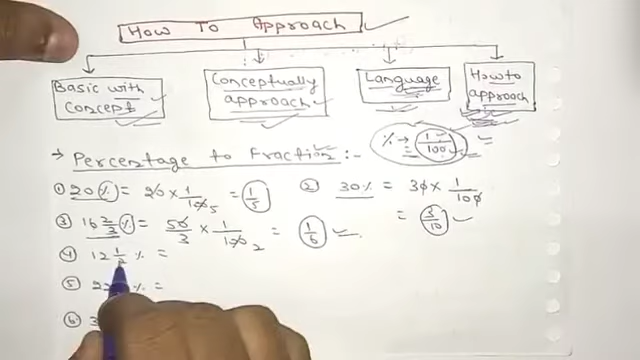 How To Approach
Basic with concept
Conceptually approach
Language
How to approach
% → 1/100
→ Percentage to Fraction :-
① 20% = 20 × 1/100 5 = 1/5
② 30% = 30 × 1/100
= 3/10
③ 16 2/3 % = 50/3 × 1/100 2 = 1/6
④ 12 % =
⑤ % =
⑥